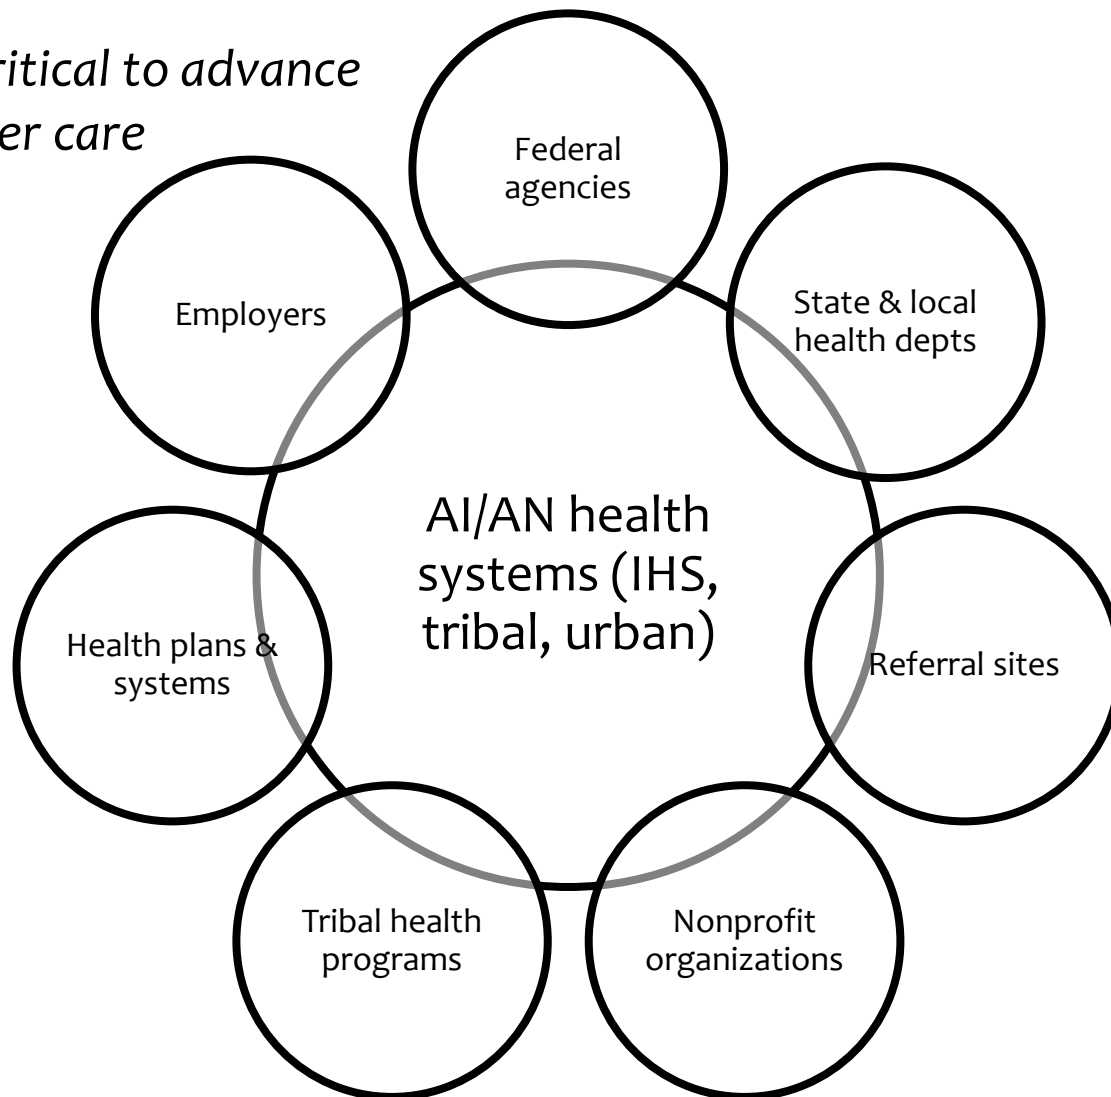 ritical to advance
er care
Federal
agencies
Employers
State & local
health depts
AI/AN health
systems (IHS,
tribal, urban)
Health plans &
systems
Referral sites
Tribal health
programs
Nonprofit
organizations